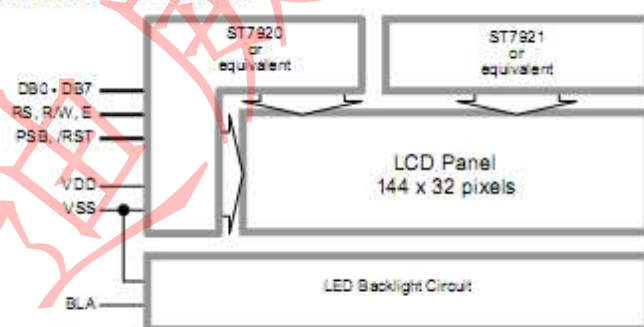 ST7920
or
equivalent
ST7921
or
equivalent
DB0 - DB7
RS, R/W, E
PSB, /RST
VDD
VSS
LCD Panel
144 x 32 pixels
LED Backlight Circuit
BLA